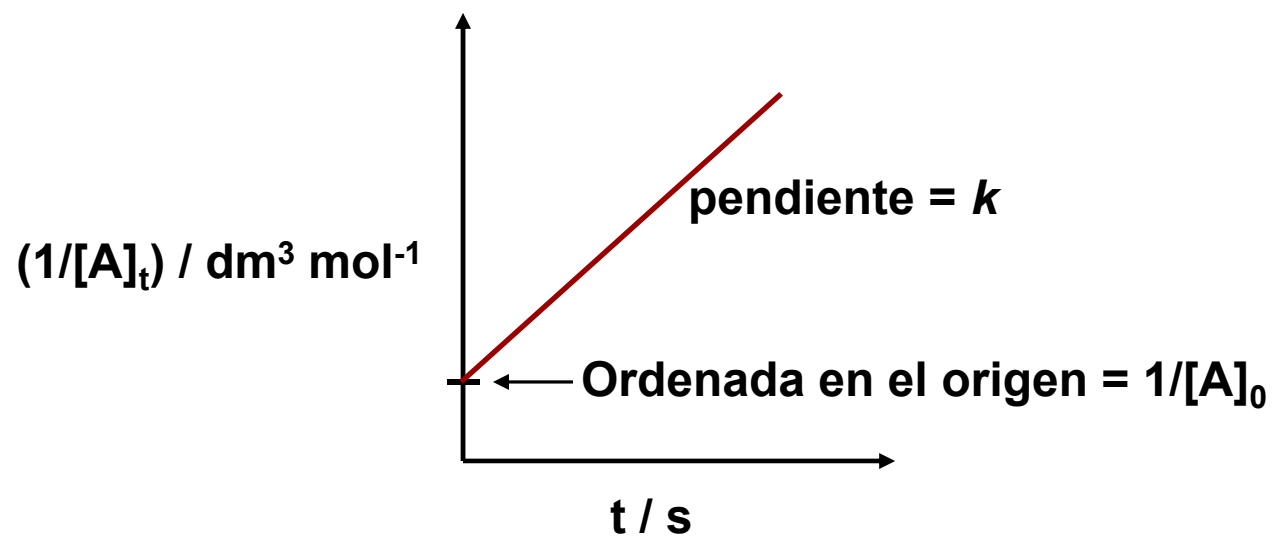 pendiente = k
(1/[A]ₜ) / dm³ mol⁻¹
Ordenada en el origen = 1/[A]₀
t / s